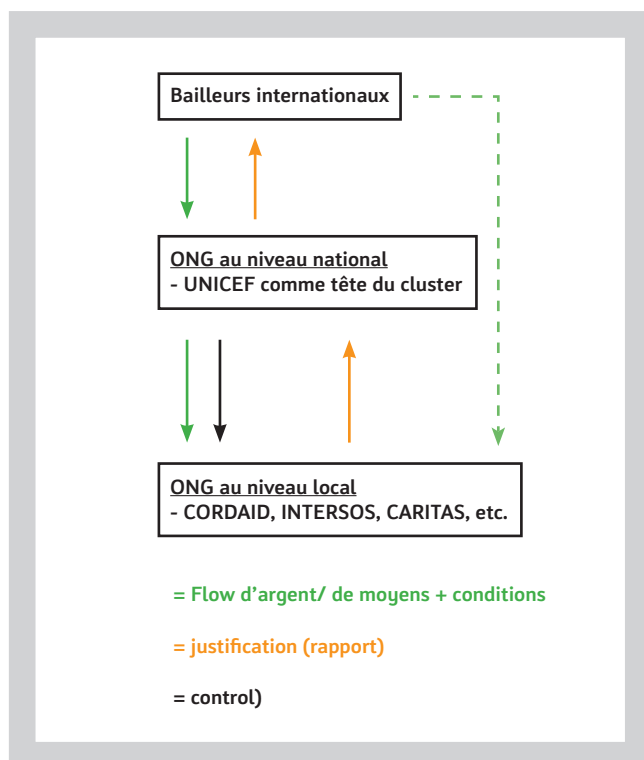 Bailleurs internationaux
ONG au niveau national
- UNICEF comme tête du cluster
ONG au niveau local
- CORDAID, INTERSOS, CARITAS, etc.
= Flow d’argent/ de moyens + conditions
= justification (rapport)
= control)